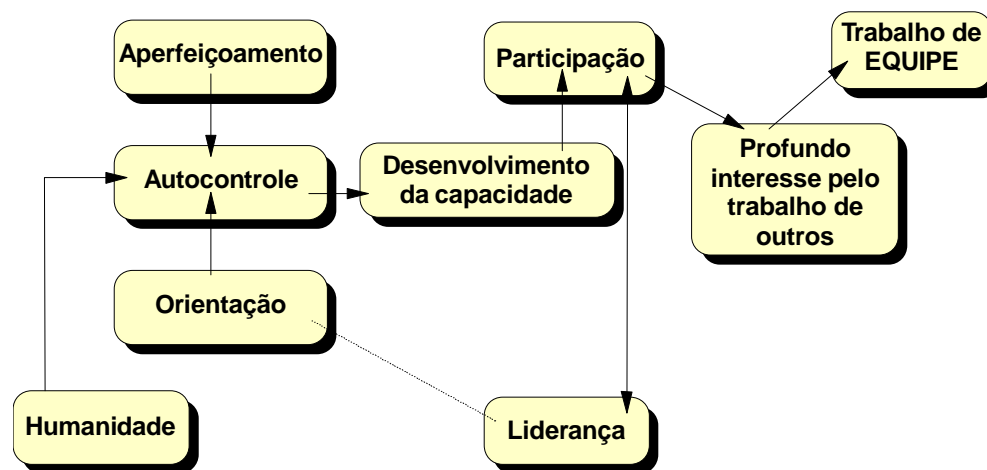 Aperfeiçoamento
Participação
Trabalho de
EQUIPE
Autocontrole
Desenvolvimento
da capacidade
Profundo
interesse pelo
trabalho de
outros
Orientação
Humanidade
Liderança